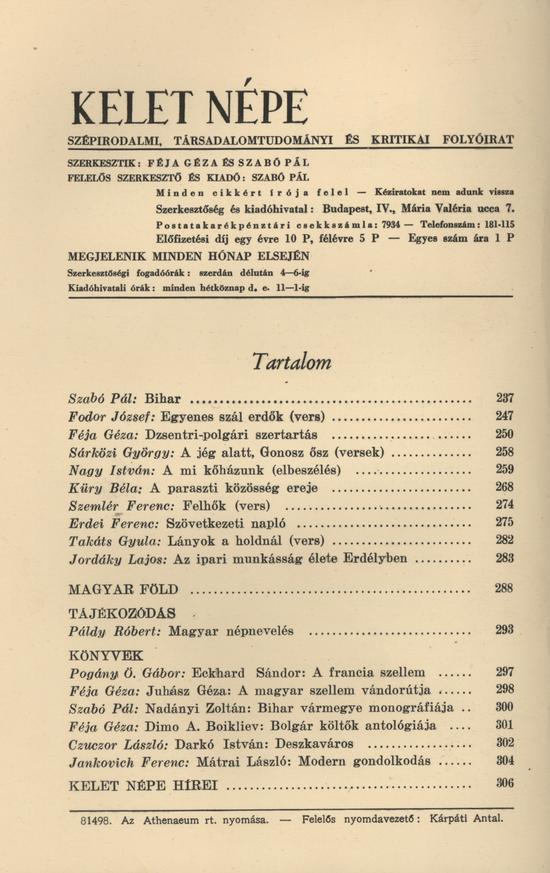 KELET NÉPE
SZÉPIRODALMI, TÁRSADALOMTUDOMÁNYI ÉS KRITIKAI FOLYÓIRAT
SZERKESZTIK: FÉJA GÉZA ÉS SZABÓ PÁL
FELELŐS SZERKESZTŐ ÉS KIADÓ: SZABÓ PÁL
Minden cikkért írója felel — Kéziratokat nem adunk vissza
Szerkesztőség és kiadóhivatal: Budapest, IV., Mária Valéria ucca 7.
Postatakarékpénztári csekkszámla: 7934 — Telefonszám: 181-115
Előfizetési díj egy évre 10 P, félévre 5 P — Egyes szám ára 1 P
MEGJELENIK MINDEN HÓNAP ELSEJÉN
Szerkesztőségi fogadóórák: szerdán délután 4—6-ig
Kiadóhivatali órák: minden hétköznap d. e. 11—1-ig
Tartalom
Szabó Pál: Bihar 237
Fodor József: Egyenes szál erdők (vers) 247
Féja Géza: Dzsentri-polgári szertartás 250
Sárközi György: A jég alatt, Gonosz ősz (versek) 258
Nagy István: A mi kőházunk (elbeszélés) 259
Küry Béla: A paraszti közösség ereje 268
Szemlér Ferenc: Felhők (vers) 274
Erdei Ferenc: Szövetkezeti napló 275
Takáts Gyula: Lányok a holdnál (vers) 282
Jordáky Lajos: Az ipari munkásság élete Erdélyben 283
MAGYAR FÖLD 288
TÁJÉKOZÓDÁS
Páldy Róbert: Magyar népnevelés 293
KÖNYVEK
Pogány Ö. Gábor: Eckhard Sándor: A francia szellem 297
Féja Géza: Juhász Géza: A magyar szellem vándorútja 298
Szabó Pál: Nadányi Zoltán: Bihar vármegye monográfiája 300
Féja Géza: Dimo A. Boikliev: Bolgár költők antológiája 301
Czuczor László: Darkó István: Deszkaváros 302
Jankovich Ferenc: Mátrai László: Modern gondolkodás 304
KELET NÉPE HÍREI 306
81498. Az Athenaeum rt. nyomása. — Felelős nyomdavezető: Kárpáti Antal.